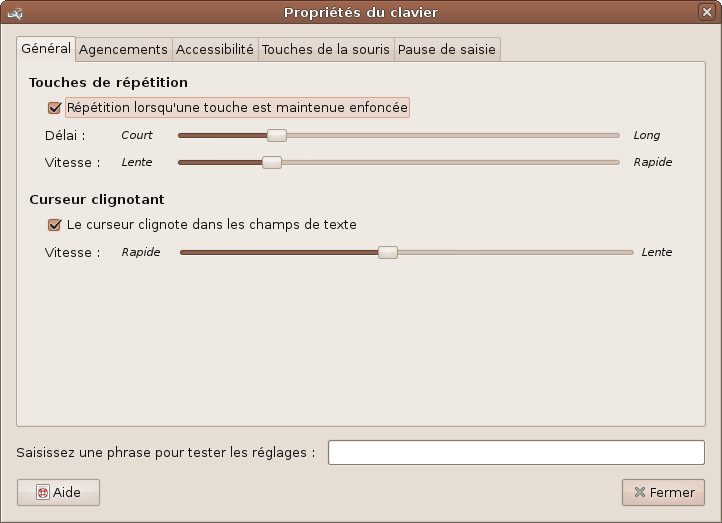 Propriétés du clavier
Général Agencements Accessibilité Touches de la souris Pause de saisie
Touches de répétition
Répétition lorsqu'une touche est maintenue enfoncée
Délai : Court Long
Vitesse : Lente Rapide
Curseur clignotant
Le curseur clignote dans les champs de texte
Vitesse : Rapide Lente
Saisissez une phrase pour tester les réglages :
Aide Fermer